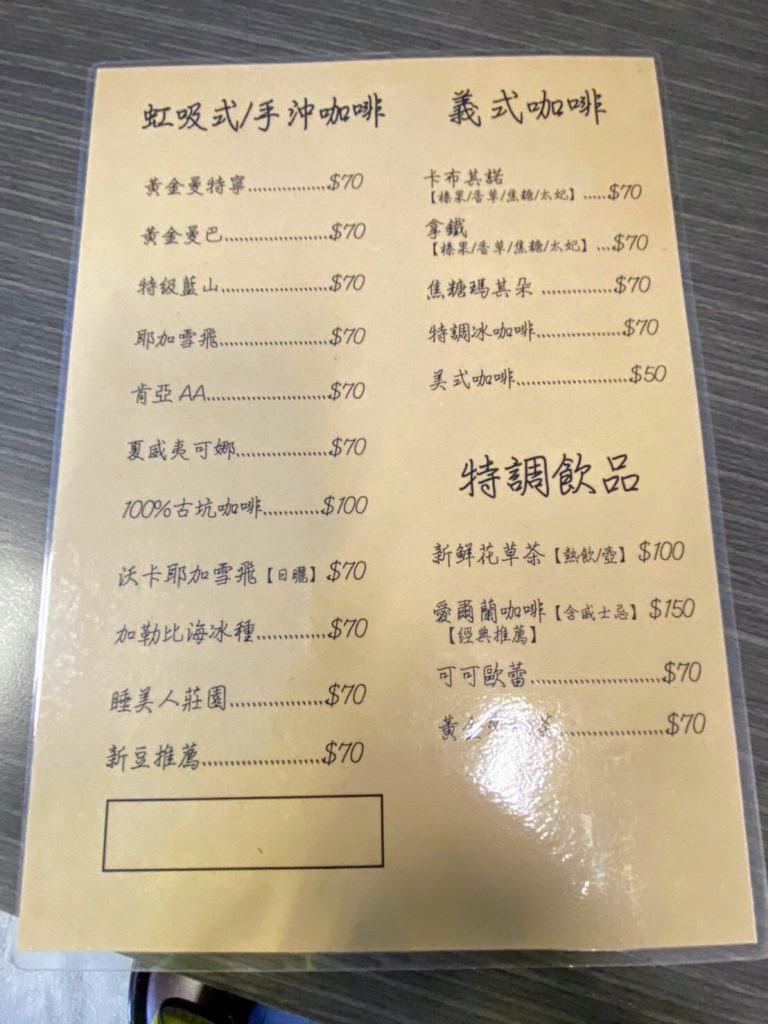 虹吸式/手沖咖啡
黃金曼特寧................$70
黃金曼巴.....................$70
特級藍山.....................$70
耶加雪飛.....................$70
肯亞 AA.......................$70
夏威夷可娜..................$70
100%古坑咖啡...........$100
沃卡耶加雪飛【日曬】.$70
加勒比海冰種.............$70
睡美人莊園..................$70
新豆推薦.......................$70
義式咖啡
卡布其諾
【榛果/香草/焦糖/太妃】.....$70
拿鐵
【榛果/香草/焦糖/太妃】...$70
焦糖瑪其朵..............$70
特調冰咖啡................$70
美式咖啡.....................$50
特調飲品
新鮮花草茶【熱飲/壺】$100
愛爾蘭咖啡【含威士忌】$150
【經典推薦】
可可歐蕾.........................$70
黃金 茶...................$70